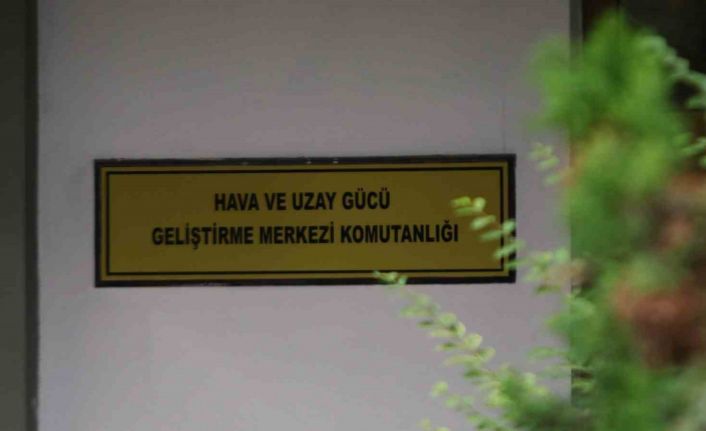 HAVA VE UZAY GÜCÜ
GELİŞTİRME MERKEZİ KOMUTANLIĞI